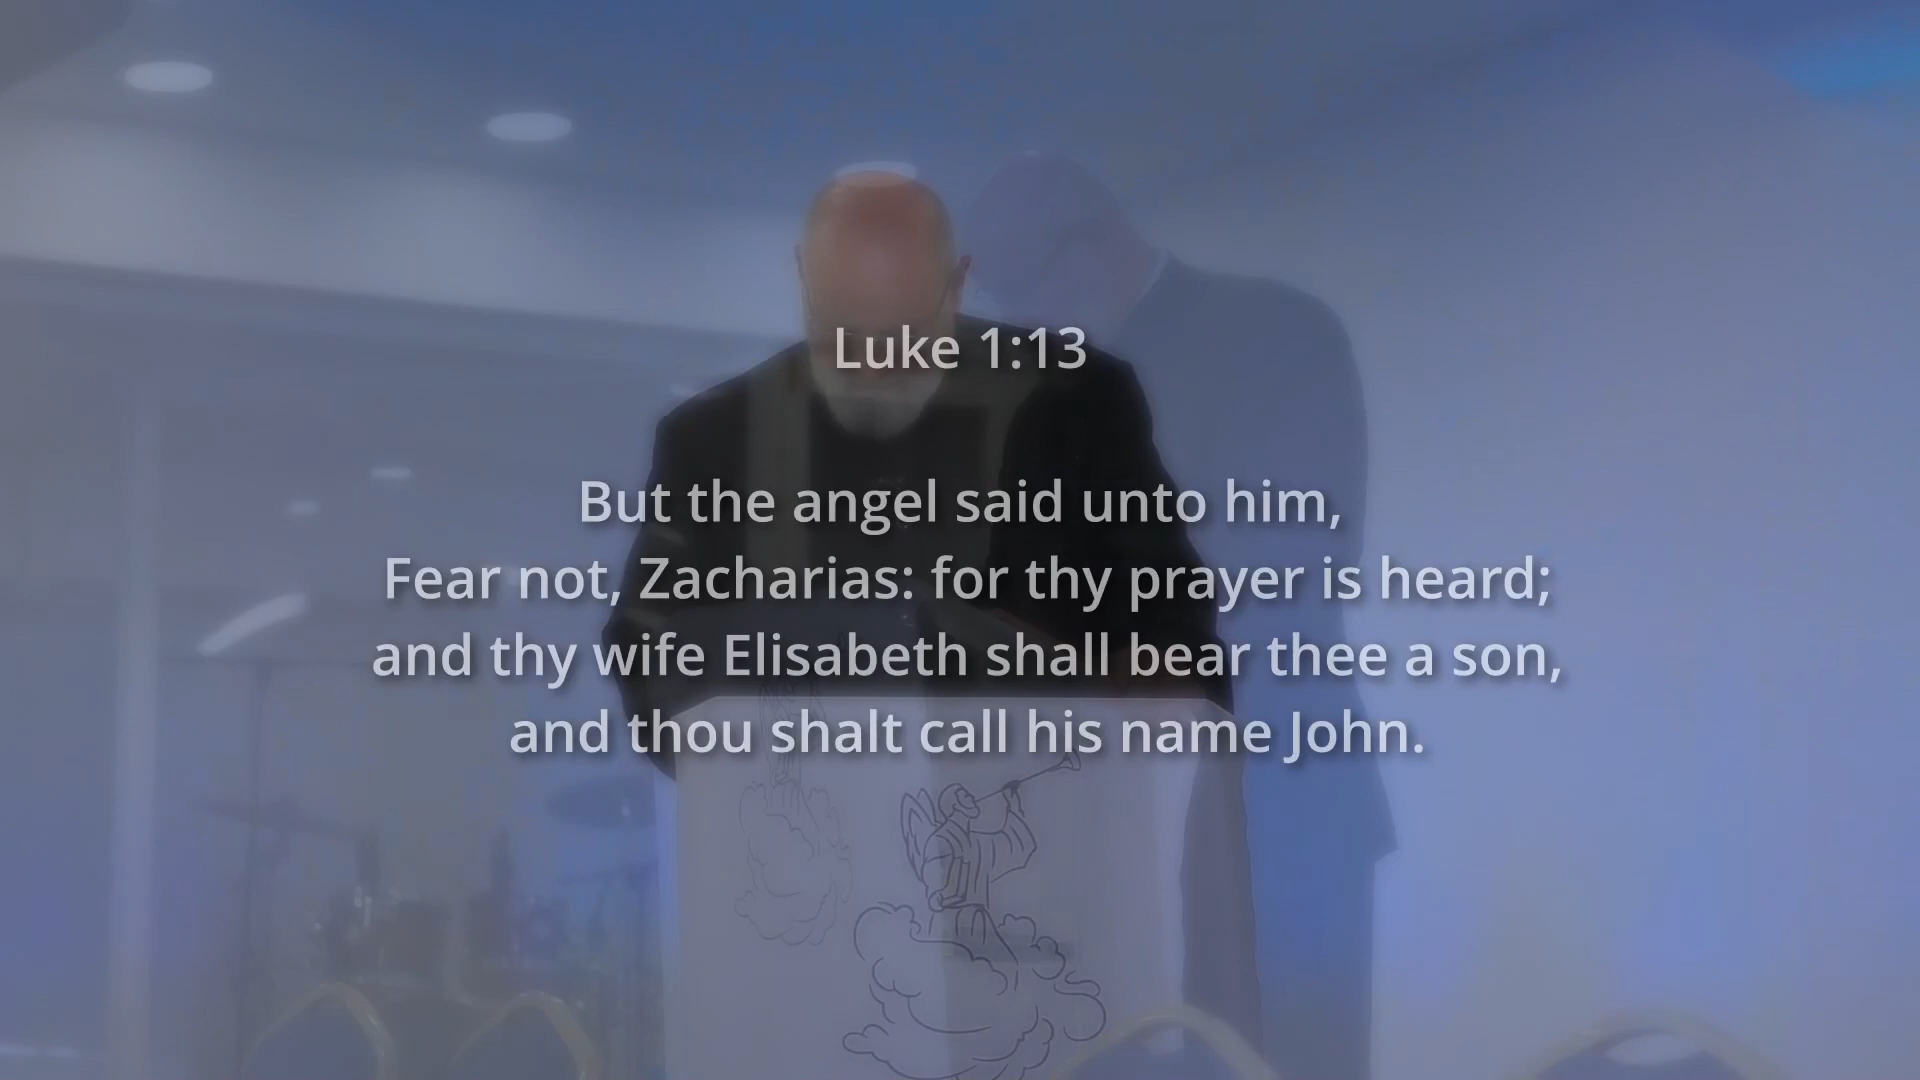 Luke 1:13
But the angel said unto him,
Fear not, Zacharias: for thy prayer is heard;
and thy wife Elisabeth shall bear thee a son,
and thou shalt call his name John.